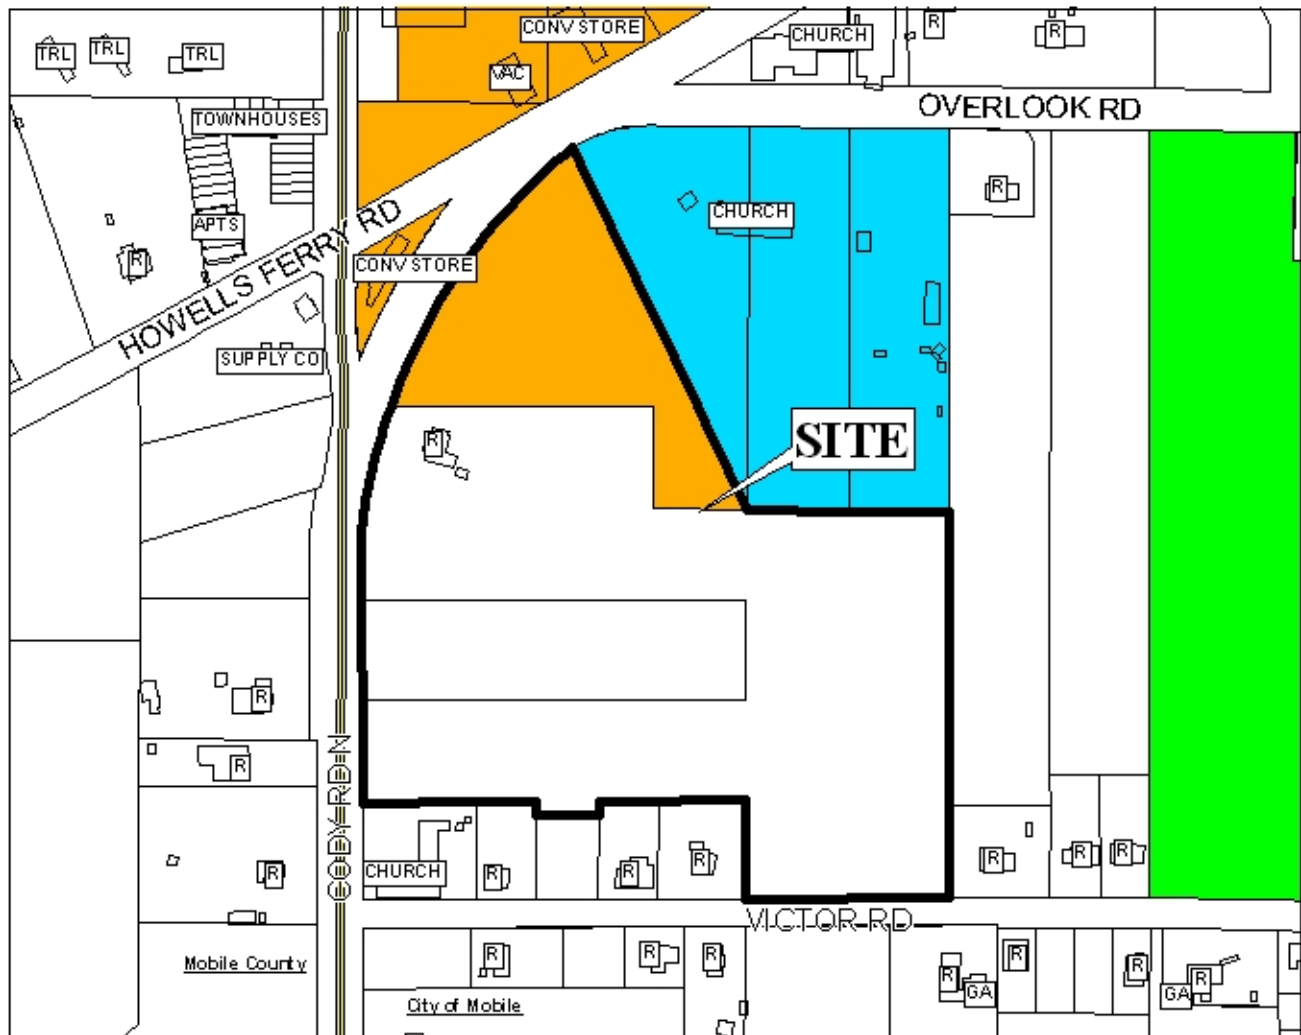 CONV STORE
CHURCH
R
R
TRL
TRL
TRL
VAC
OVERLOOK RD
TOWNHOUSES
R
CHURCH
APTS
R
HOWELLS FERRY RD
CONV STORE
SUPPLY CO
R
SITE
R
R
CODY RD N
R
CHURCH
R
R
R
R
R
R
VICTOR RD
Mobile County
City of Mobile
R
R
R
R
GA
R
R
R
GA